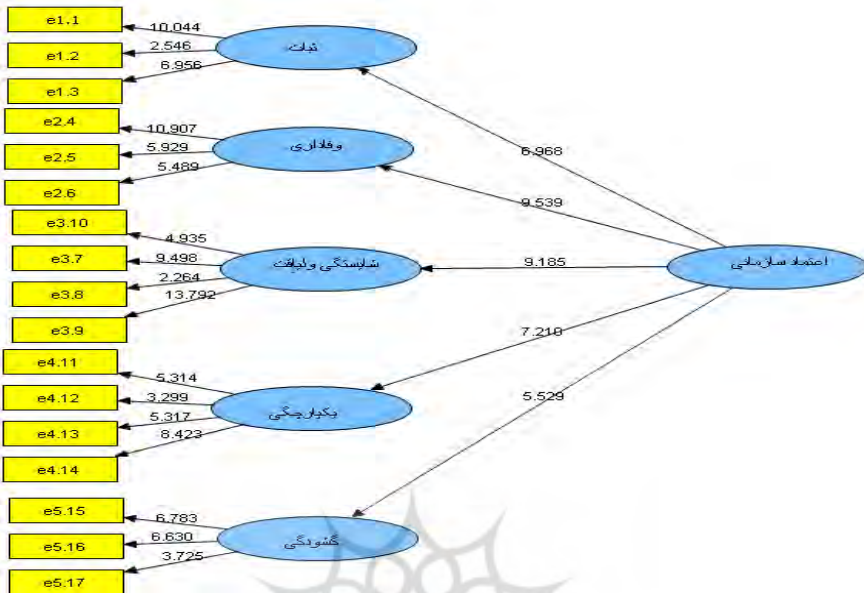 e1.1
e1.2
e1.3
10.044
2.546
6.956
ثبات
e2.4
e2.5
e2.6
10.907
5.929
5.489
وفاداری
e3.10
e3.7
e3.8
e3.9
4.935
9.498
2.264
13.792
شایستگی ولیاقت
e4.11
e4.12
e4.13
e4.14
5.314
3.299
5.317
8.423
یکپارچگی
e5.15
e5.16
e5.17
6.783
6.630
3.725
گشودگی
6.968
9.539
9.185
7.210
5.529
اعتماد سازمانی